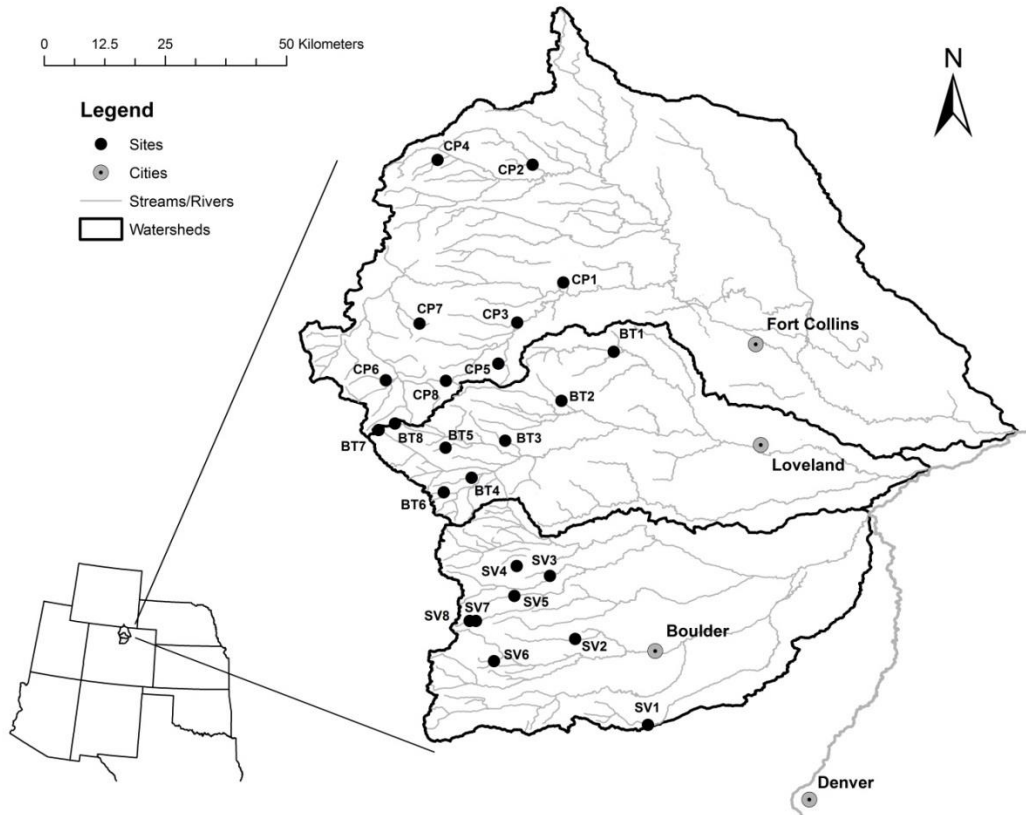 0 12.5 25 50 Kilometers
N
Legend
Sites
Cities
Streams/Rivers
Watersheds
CP4
CP2
CP1
CP7
CP3
Fort Collins
BT1
CP6
CP5
CP8
BT2
BT7
BT8
BT5
BT3
Loveland
BT4
BT6
SV3
SV4
SV5
SV8
SV7
Boulder
SV2
SV6
SV1
Denver